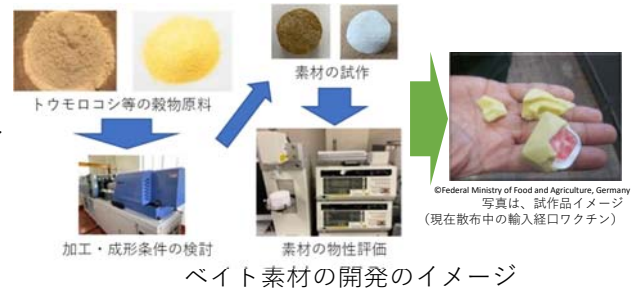 トウモロコシ等の穀物原料
素材の試作
加工・成形条件の検討
素材の物性評価
©Federal Ministry of Food and Agriculture, Germany
写真は、試作品イメージ
（現在散布中の輸入経口ワクチン）
ベイト素材の開発のイメージ